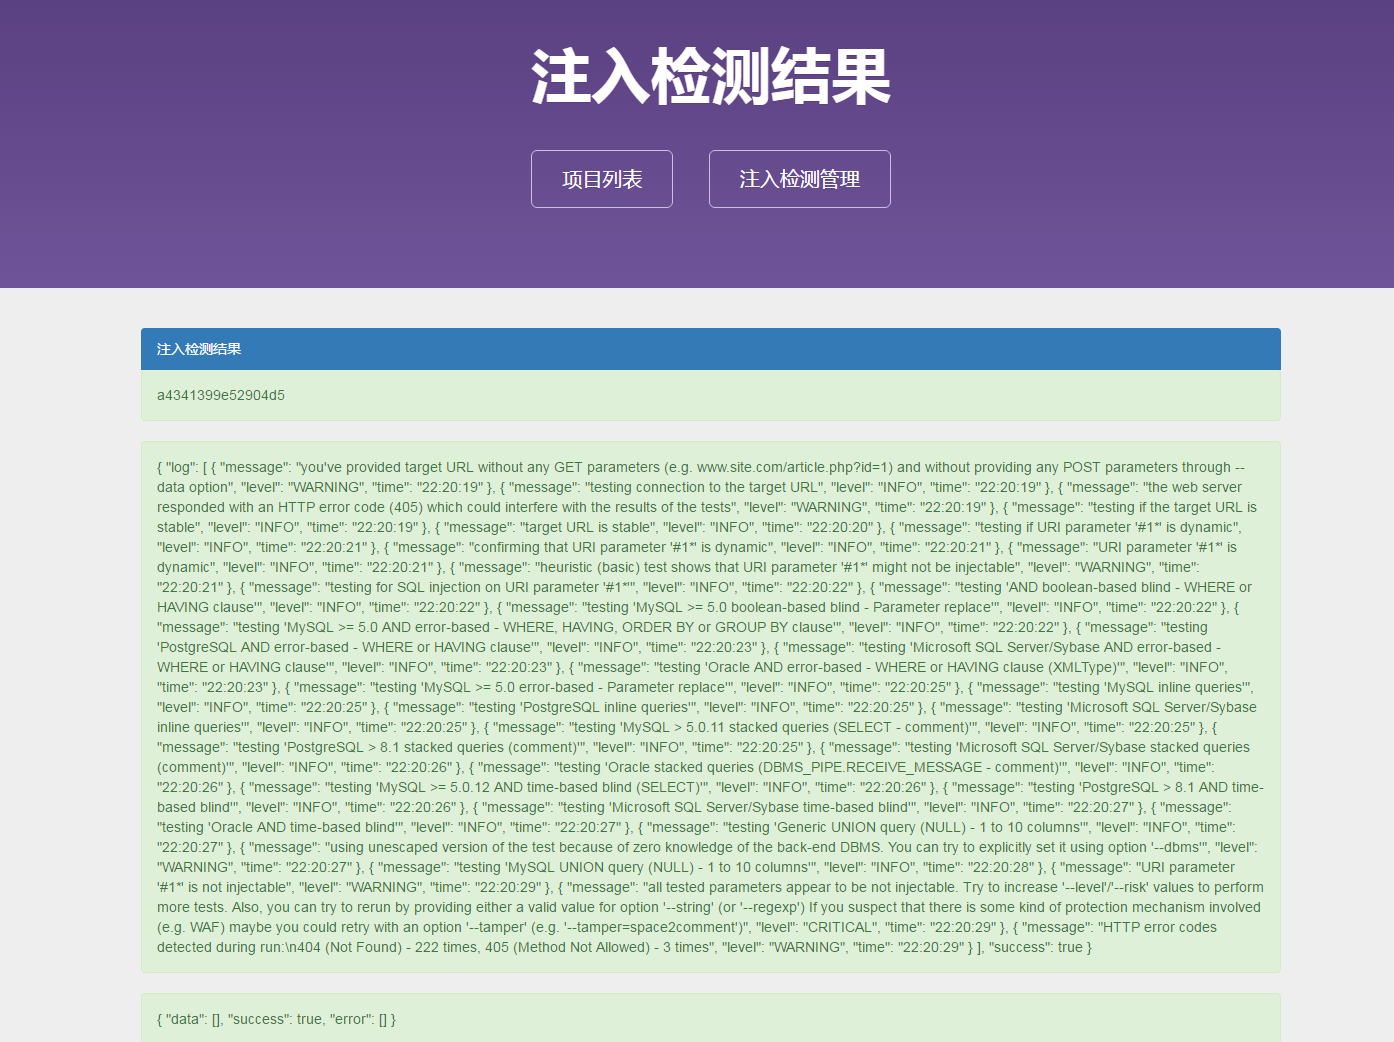 注入检测结果
项目列表
注入检测管理
注入检测结果
a4341399e52904d5
{ "log": [ { "message": "you've provided target URL without any GET parameters (e.g. www.site.com/article.php?id=1) and without providing any POST parameters through --
data option", "level": "WARNING", "time": "22:20:19" }, { "message": "testing connection to the target URL", "level": "INFO", "time": "22:20:19" }, { "message": "the web server
responded with an HTTP error code (405) which could interfere with the results of the tests", "level": "WARNING", "time": "22:20:19" }, { "message": "testing if the target URL is
stable", "level": "INFO", "time": "22:20:19" }, { "message": "target URL is stable", "level": "INFO", "time": "22:20:20" }, { "message": "testing if URI parameter '#1*' is dynamic",
"level": "INFO", "time": "22:20:21" }, { "message": "confirming that URI parameter '#1*' is dynamic", "level": "INFO", "time": "22:20:21" }, { "message": "URI parameter '#1*' is
dynamic", "level": "INFO", "time": "22:20:21" }, { "message": "heuristic (basic) test shows that URI parameter '#1*' might not be injectable", "level": "WARNING", "time":
"22:20:21" }, { "message": "testing for SQL injection on URI parameter '#1*'", "level": "INFO", "time": "22:20:22" }, { "message": "testing 'AND boolean-based blind - WHERE or
HAVING clause'", "level": "INFO", "time": "22:20:22" }, { "message": "testing 'MySQL >= 5.0 boolean-based blind - Parameter replace'", "level": "INFO", "time": "22:20:22" }, {
"message": "testing 'MySQL >= 5.0 AND error-based - WHERE, HAVING, ORDER BY or GROUP BY clause'", "level": "INFO", "time": "22:20:22" }, { "message": "testing
'PostgreSQL AND error-based - WHERE or HAVING clause'", "level": "INFO", "time": "22:20:23" }, { "message": "testing 'Microsoft SQL Server/Sybase AND error-based -
WHERE or HAVING clause'", "level": "INFO", "time": "22:20:23" }, { "message": "testing 'Oracle AND error-based - WHERE or HAVING clause (XMLType)'", "level": "INFO",
"time": "22:20:23" }, { "message": "testing 'MySQL >= 5.0 error-based - Parameter replace'", "level": "INFO", "time": "22:20:25" }, { "message": "testing 'MySQL inline queries'",
"level": "INFO", "time": "22:20:25" }, { "message": "testing 'PostgreSQL inline queries'", "level": "INFO", "time": "22:20:25" }, { "message": "testing 'Microsoft SQL Server/Sybase
inline queries'", "level": "INFO", "time": "22:20:25" }, { "message": "testing 'MySQL > 5.0.11 stacked queries (SELECT - comment)'", "level": "INFO", "time": "22:20:25" }, {
"message": "testing 'PostgreSQL > 8.1 stacked queries (comment)'", "level": "INFO", "time": "22:20:25" }, { "message": "testing 'Microsoft SQL Server/Sybase stacked queries
(comment)'", "level": "INFO", "time": "22:20:26" }, { "message": "testing 'Oracle stacked queries (DBMS_PIPE.RECEIVE_MESSAGE - comment)'", "level": "INFO", "time":
"22:20:26" }, { "message": "testing 'MySQL >= 5.0.12 AND time-based blind (SELECT)'", "level": "INFO", "time": "22:20:26" }, { "message": "testing 'PostgreSQL > 8.1 AND time-
based blind'", "level": "INFO", "time": "22:20:26" }, { "message": "testing 'Microsoft SQL Server/Sybase time-based blind'", "level": "INFO", "time": "22:20:27" }, { "message":
"testing 'Oracle AND time-based blind'", "level": "INFO", "time": "22:20:27" }, { "message": "testing 'Generic UNION query (NULL) - 1 to 10 columns'", "level": "INFO", "time":
"22:20:27" }, { "message": "using unescaped version of the test because of zero knowledge of the back-end DBMS. You can try to explicitly set it using option '--dbms'", "level":
"WARNING", "time": "22:20:27" }, { "message": "testing 'MySQL UNION query (NULL) - 1 to 10 columns'", "level": "INFO", "time": "22:20:28" }, { "message": "URI parameter
'#1*' is not injectable", "level": "WARNING", "time": "22:20:29" }, { "message": "all tested parameters appear to be not injectable. Try to increase '--level'/'--risk' values to perform
more tests. Also, you can try to rerun by providing either a valid value for option '--string' (or '--regexp') If you suspect that there is some kind of protection mechanism involved
(e.g. WAF) maybe you could retry with an option '--tamper' (e.g. '--tamper=space2comment')", "level": "CRITICAL", "time": "22:20:29" }, { "message": "HTTP error codes
detected during run:\n404 (Not Found) - 222 times, 405 (Method Not Allowed) - 3 times", "level": "WARNING", "time": "22:20:29" } ], "success": true }
{ "data": [], "success": true, "error": [] }